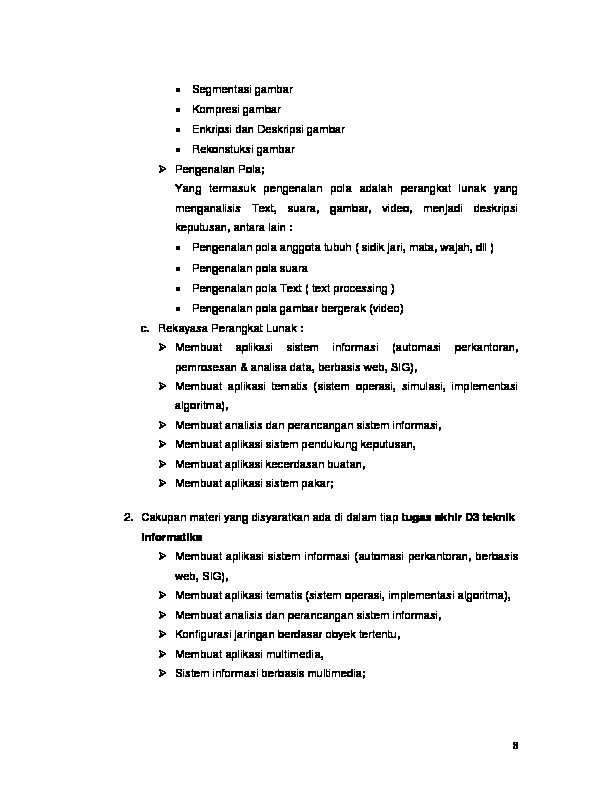 • Segmentasi gambar
• Kompresi gambar
• Enkripsi dan Deskripsi gambar
• Rekonstuksi gambar
➢ Pengenalan Pola;
Yang termasuk pengenalan pola adalah perangkat lunak yang
menganalisis Text, suara, gambar, video, menjadi deskripsi
keputusan, antara lain :
• Pengenalan pola anggota tubuh ( sidik jari, mata, wajah, dll )
• Pengenalan pola suara
• Pengenalan pola Text ( text processing )
• Pengenalan pola gambar bergerak (video)
c. Rekayasa Perangkat Lunak :
➢ Membuat aplikasi sistem informasi (automasi perkantoran,
pemrosesan & analisa data, berbasis web, SIG),
➢ Membuat aplikasi tematis (sistem operasi, simulasi, implementasi
algoritma),
➢ Membuat analisis dan perancangan sistem informasi,
➢ Membuat aplikasi sistem pendukung keputusan,
➢ Membuat aplikasi kecerdasan buatan,
➢ Membuat aplikasi sistem pakar;
2. Cakupan materi yang disyaratkan ada di dalam tiap tugas akhir D3 teknik
informatika
➢ Membuat aplikasi sistem informasi (automasi perkantoran, berbasis
web, SIG),
➢ Membuat aplikasi tematis (sistem operasi, implementasi algoritma),
➢ Membuat analisis dan perancangan sistem informasi,
➢ Konfigurasi jaringan berdasar obyek tertentu,
➢ Membuat aplikasi multimedia,
➢ Sistem informasi berbasis multimedia;
8